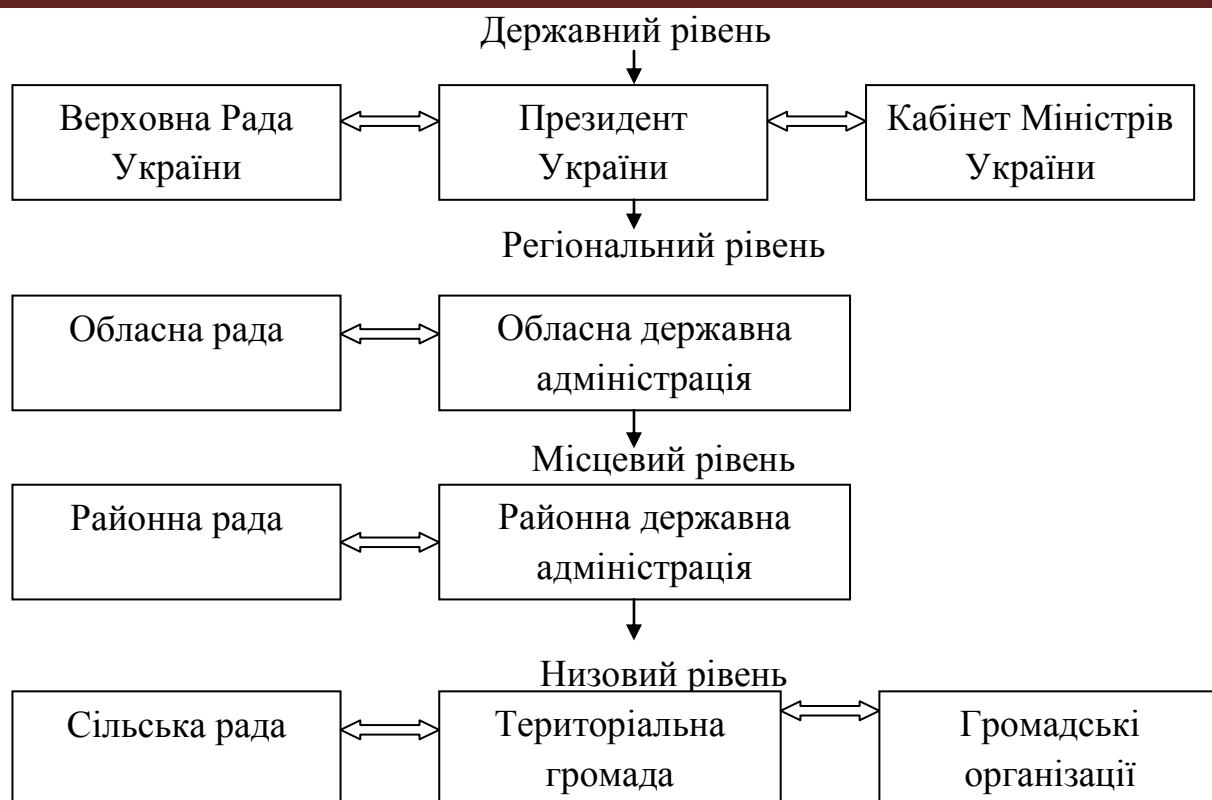 Державний рівень
Верховна Рада
України
Президент
України
Кабінет Міністрів
України
Регіональний рівень
Обласна рада
Обласна державна
адміністрація
Місцевий рівень
Районна рада
Районна державна
адміністрація
Низовий рівень
Сільська рада
Територіальна
громада
Громадські
організації